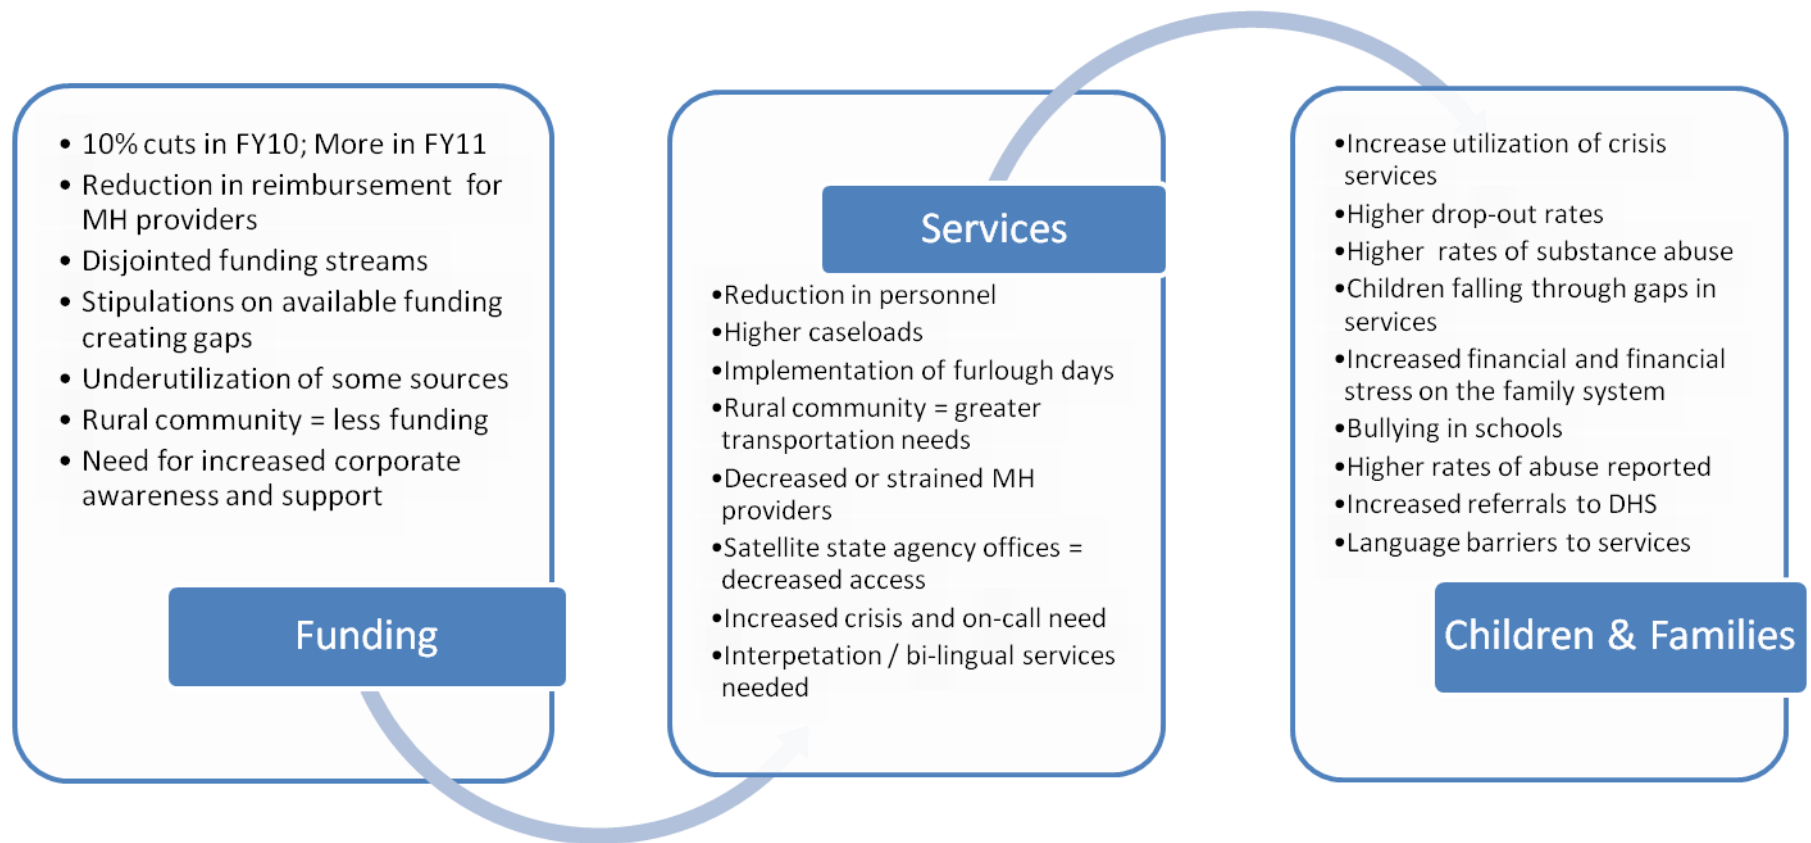 • 10% cuts in FY10; More in FY11
• Reduction in reimbursement for
MH providers
• Disjointed funding streams
• Stipulations on available funding
creating gaps
• Underutilization of some sources
• Rural community = less funding
• Need for increased corporate
awareness and support
Funding
Services
•Reduction in personnel
•Higher caseloads
•Implementation of furlough days
•Rural community = greater
transportation needs
•Decreased or strained MH
providers
•Satellite state agency offices =
decreased access
•Increased crisis and on-call need
•Interpetation / bi-lingual services
needed
•Increase utilization of crisis
services
•Higher drop-out rates
•Higher rates of substance abuse
•Children falling through gaps in
services
•Increased financial and financial
stress on the family system
•Bullying in schools
•Higher rates of abuse reported
•Increased referrals to DHS
•Language barriers to services
Children & Families